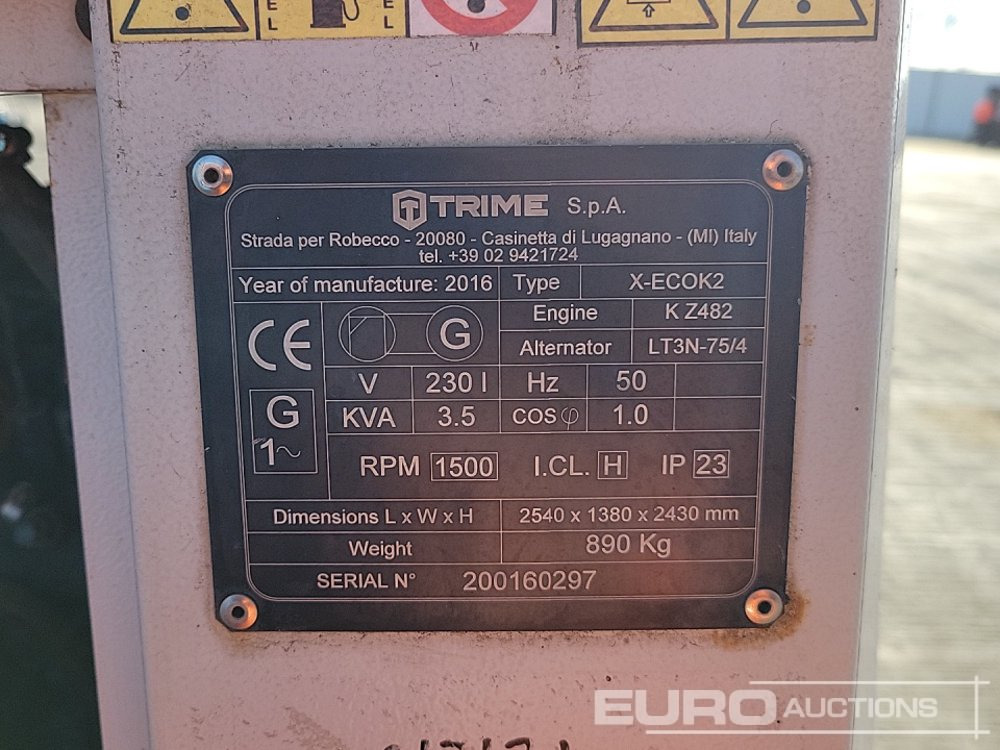 EL
EL
TRIME S.p.A.
Strada per Robecco - 20080 - Casinetta di Lugagnano - (MI) Italy
tel. +39 02 9421724
Year of manufacture: 2016 Type X-ECOK2
CE G Engine K Z482
Alternator LT3N-75/4
V 230 I Hz 50
G KVA 3.5 COS φ 1.0
1~ RPM 1500 I.CL. H IP 23
Dimensions L x W x H 2540 x 1380 x 2430 mm
Weight 890 Kg
SERIAL N° 200160297
EURO AUCTIONS